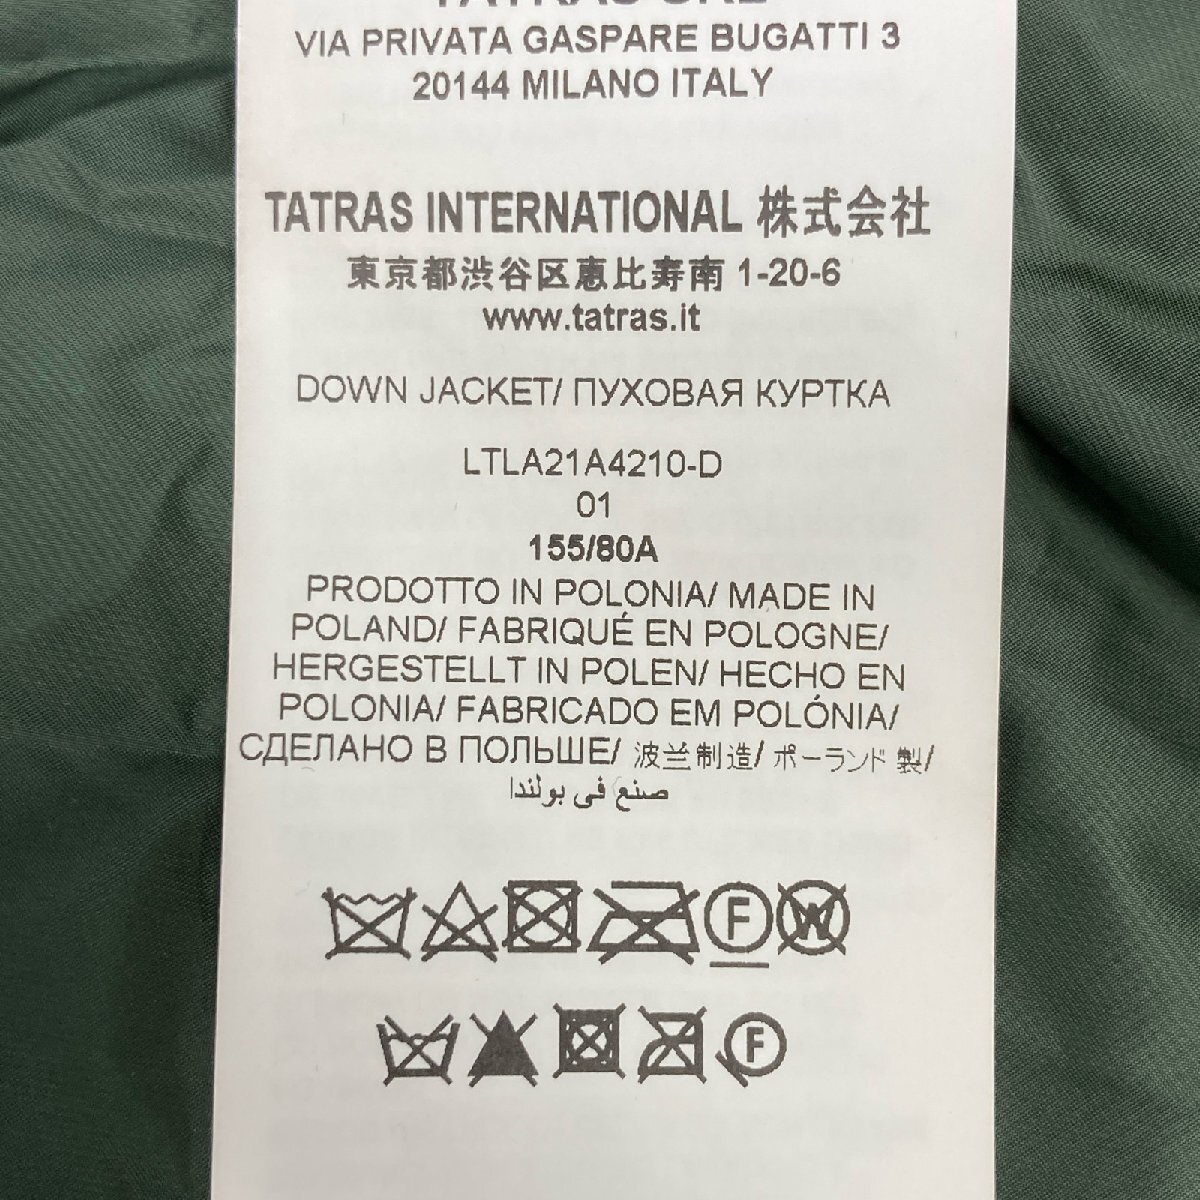 TATRAS SRL
VIA PRIVATA GASPARE BUGATTI 3
20144 MILANO ITALY
TATRAS INTERNATIONAL 株式会社
東京都渋谷区恵比寿南 1-20-6
www.tatras.it
DOWN JACKET/ ПУХОВАЯ КУРТКА
LTLA21A4210-D
01
155/80A
PRODOTTO IN POLONIA/ MADE IN
POLAND/ FABRIQUÉ EN POLOGNE/
HERGESTELLT IN POLEN/ HECHO EN
POLONIA/ FABRICADO EM POLÓNIA/
СДЕЛАНО В ПОЛЬШЕ/ 波兰制造/ ポーランド 製/
صنع في بولندا
F W
F